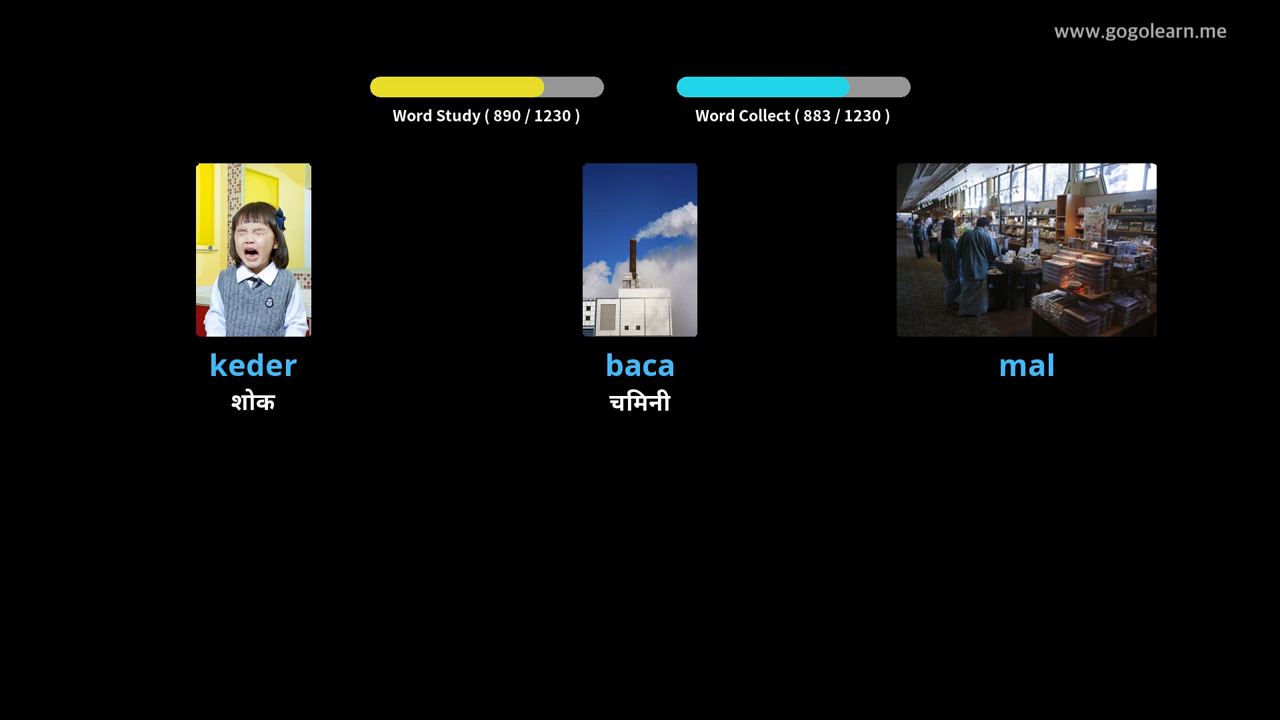 www.gogolearn.me
Word Study ( 890 / 1230 )
Word Collect ( 883 / 1230 )
keder
baca
mal
शोक
चमिनी